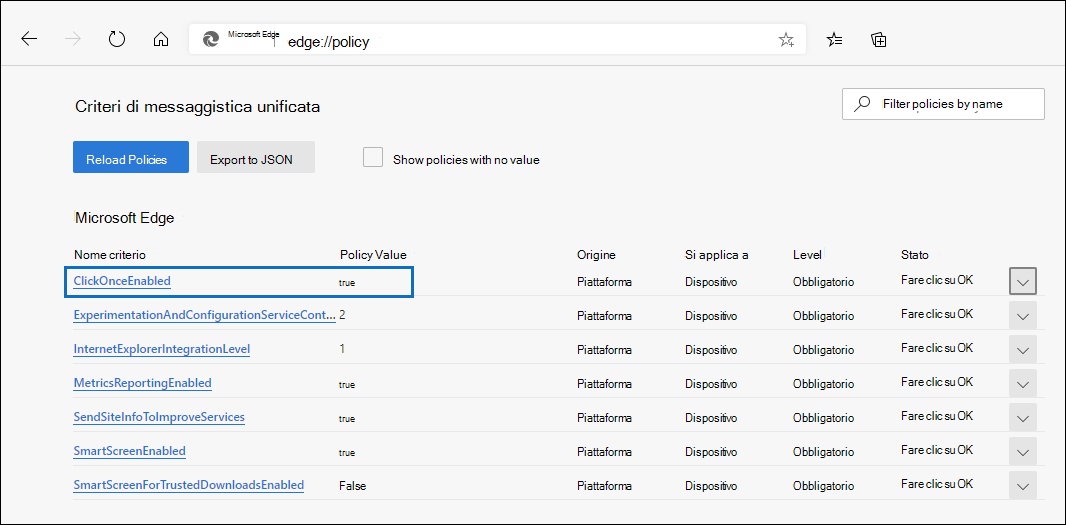 Microsoft Edge edge://policy
Criteri di messaggistica unificata
Filter policies by name
Reload Policies Export to JSON Show policies with no value
Microsoft Edge
Nome criterio Policy Value Origine Si applica a Level Stato
ClickOnceEnabled true Piattaforma Dispositivo Obbligatorio Fare clic su OK
ExperimentationAndConfigurationServiceCont... 2 Piattaforma Dispositivo Obbligatorio Fare clic su OK
InternetExplorerIntegrationLevel 1 Piattaforma Dispositivo Obbligatorio Fare clic su OK
MetricsReportingEnabled true Piattaforma Dispositivo Obbligatorio Fare clic su OK
SendSiteInfoToImproveServices true Piattaforma Dispositivo Obbligatorio Fare clic su OK
SmartScreenEnabled true Piattaforma Dispositivo Obbligatorio Fare clic su OK
SmartScreenForTrustedDownloadsEnabled False Piattaforma Dispositivo Obbligatorio Fare clic su OK